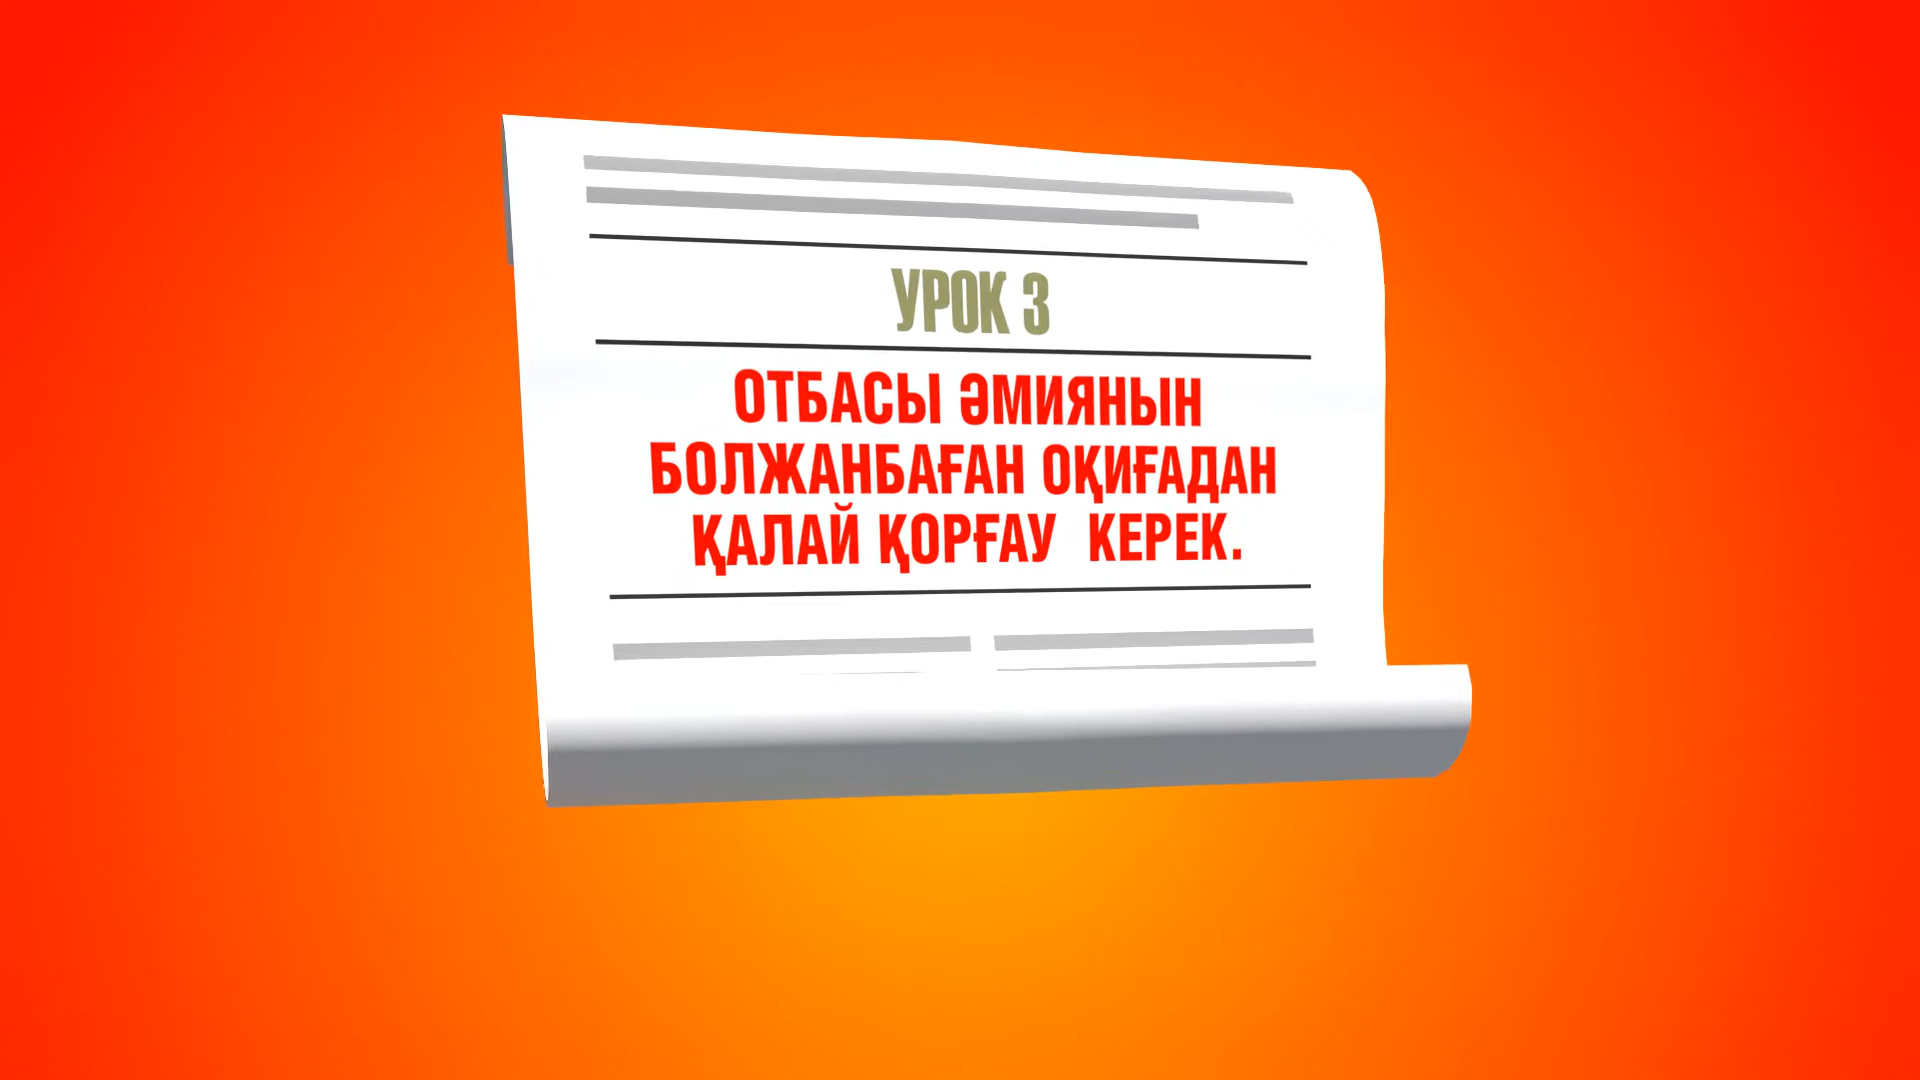 УРОК 3
ОТБАСЫ ӘМИЯНЫН
БОЛЖАНБАҒАН ОҚИҒАДАН
ҚАЛАЙ ҚОРҒАУ КЕРЕК.